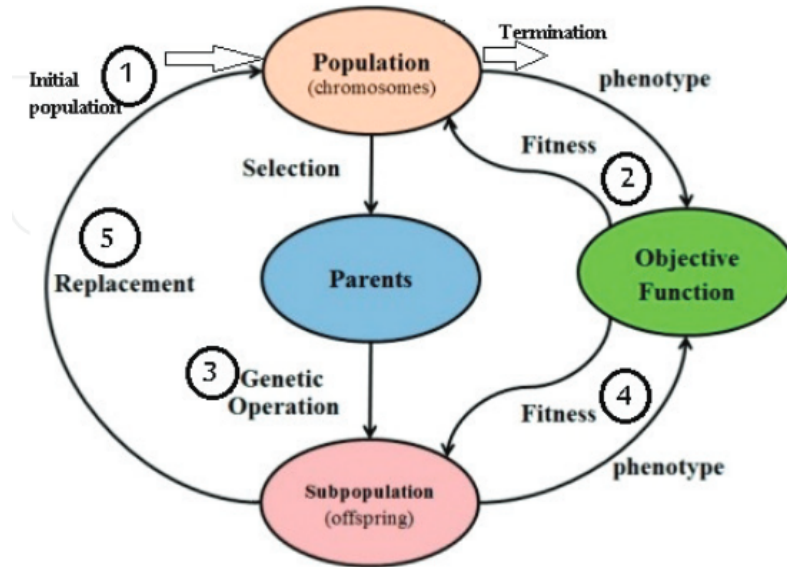 Termination
1
Initial
population
Population
(chromosomes)
phenotype
Selection
Fitness
2
5
Replacement
Parents
Objective
Function
3
Genetic
Operation
Fitness
4
phenotype
Subpopulation
(offspring)